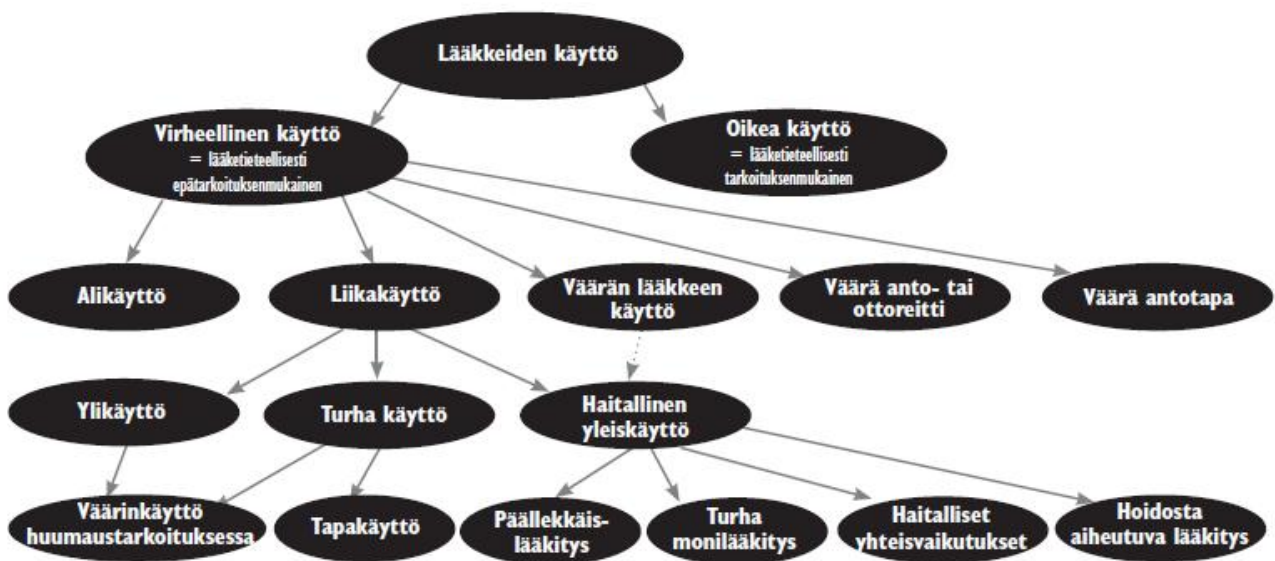 Lääkkeiden käyttö
Virheellinen käyttö
= lääketieteellisesti
epätarkoituksenmukainen
Oikea käyttö
= lääketieteellisesti
tarkoituksenmukainen
Alikäyttö
Liikakäyttö
Väärän lääkkeen
käyttö
Väärä anto- tai
ottoreitti
Väärä antotapa
Ylikäyttö
Turha käyttö
Haitallinen
yleiskäyttö
Väärinkäyttö
huumaustarkoituksessa
Tapakäyttö
Päällekkäis-
lääkitys
Turha
monilääkitys
Haitalliset
yhteisvaikutukset
Hoidosta
aiheutuva lääkitys